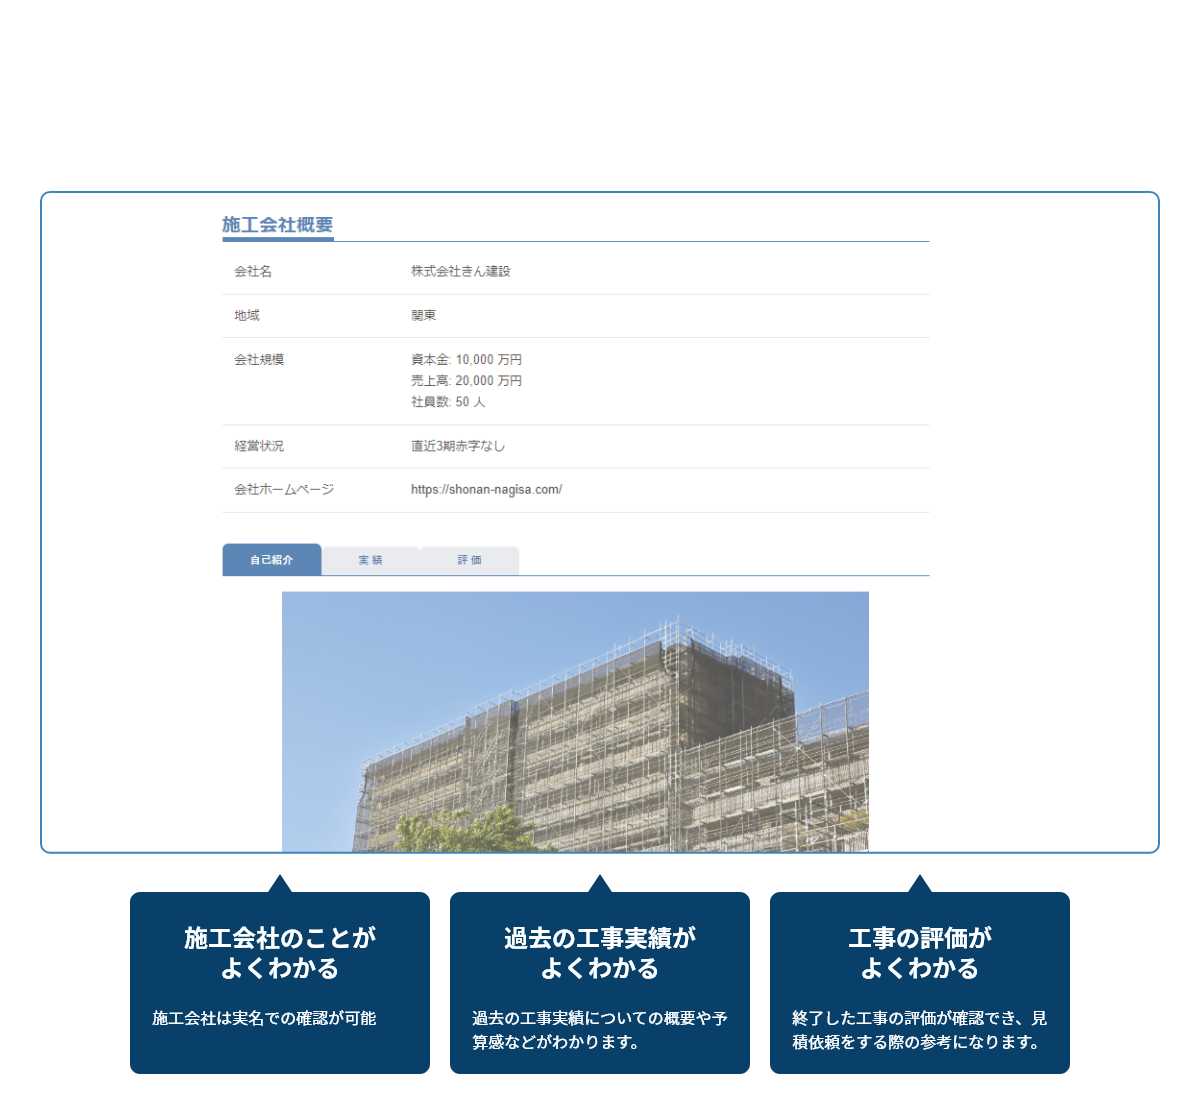 施工会社概要
会社名 株式会社きん建設
地域 関東
会社規模 資本金: 10,000 万円
売上高: 20,000 万円
社員数: 50 人
経営状況 直近3期赤字なし
会社ホームページ https://shonan-nagisa.com/
自己紹介 実績 評価
施工会社のことが
よくわかる
施工会社は実名での確認が可能
過去の工事実績が
よくわかる
過去の工事実績についての概要や予
算感などがわかります。
工事の評価が
よくわかる
終了した工事の評価が確認でき、見
積依頼をする際の参考になります。